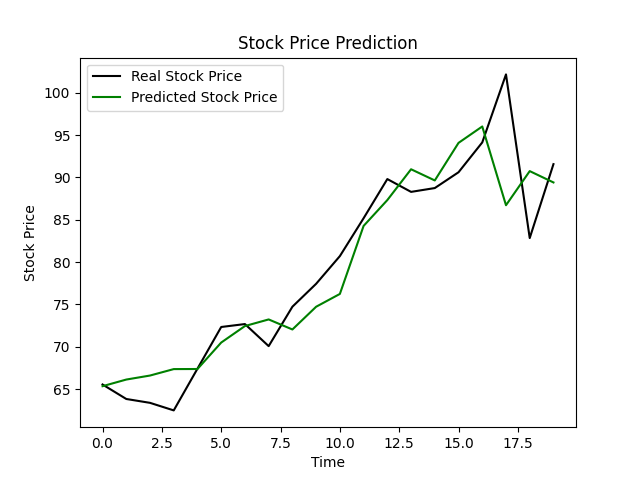 Stock Price Prediction
Real Stock Price
Predicted Stock Price
100
95
90
85
80
75
70
65
Stock Price
0.0 2.5 5.0 7.5 10.0 12.5 15.0 17.5
Time